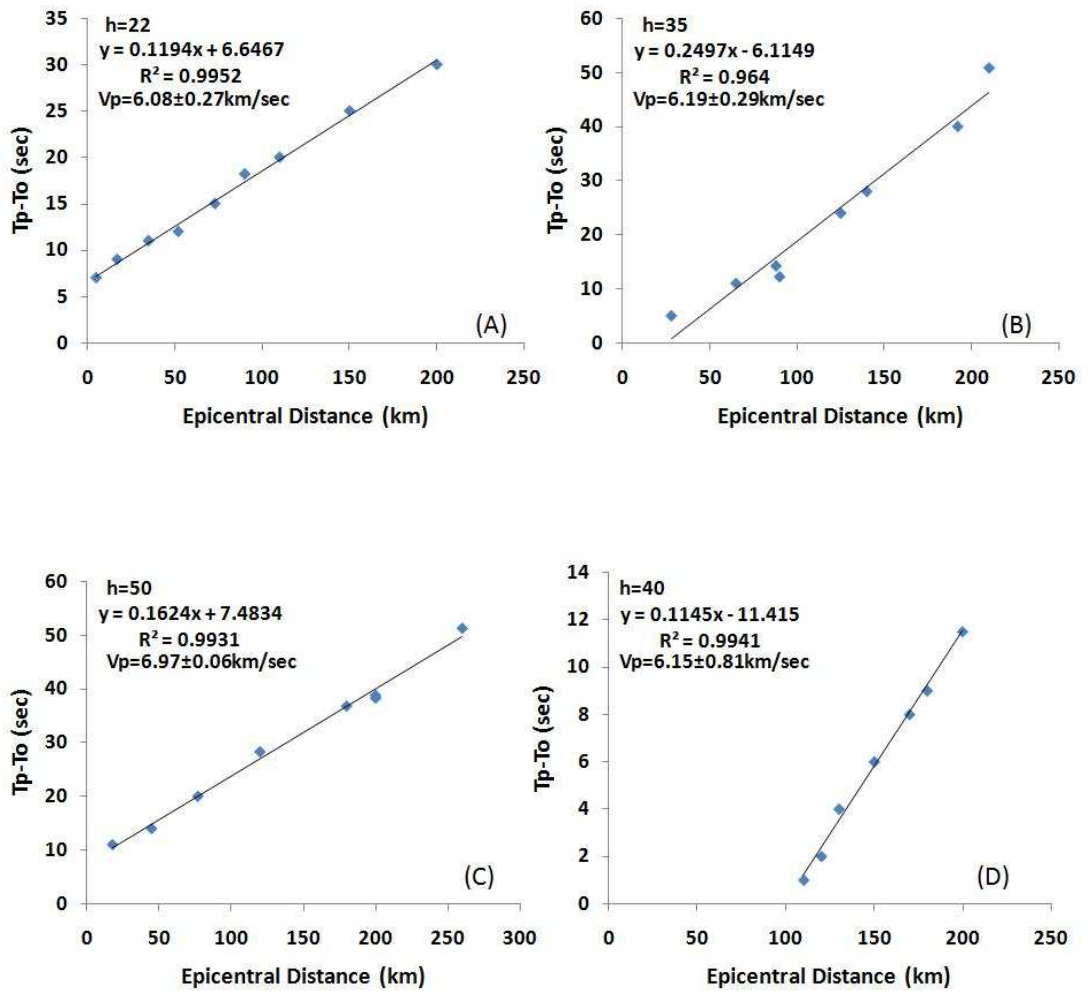 h=22
y = 0.1194x + 6.6467
R² = 0.9952
Vp=6.08±0.27km/sec
35
30
25
20
15
10
5
0
Tp-To (sec)
(A)
0 50 100 150 200 250
Epicentral Distance (km)
h=35
y = 0.2497x - 6.1149
R² = 0.964
Vp=6.19±0.29km/sec
60
50
40
30
20
10
0
Tp-To (sec)
(B)
0 50 100 150 200 250
Epicentral Distance (km)
h=50
y = 0.1624x + 7.4834
R² = 0.9931
Vp=6.97±0.06km/sec
60
50
40
30
20
10
0
Tp-To (sec)
(C)
0 50 100 150 200 250 300
Epicentral Distance (km)
h=40
y = 0.1145x - 11.415
R² = 0.9941
Vp=6.15±0.81km/sec
14
12
10
8
6
4
2
0
Tp-To (sec)
(D)
0 50 100 150 200 250
Epicentral Distance (km)